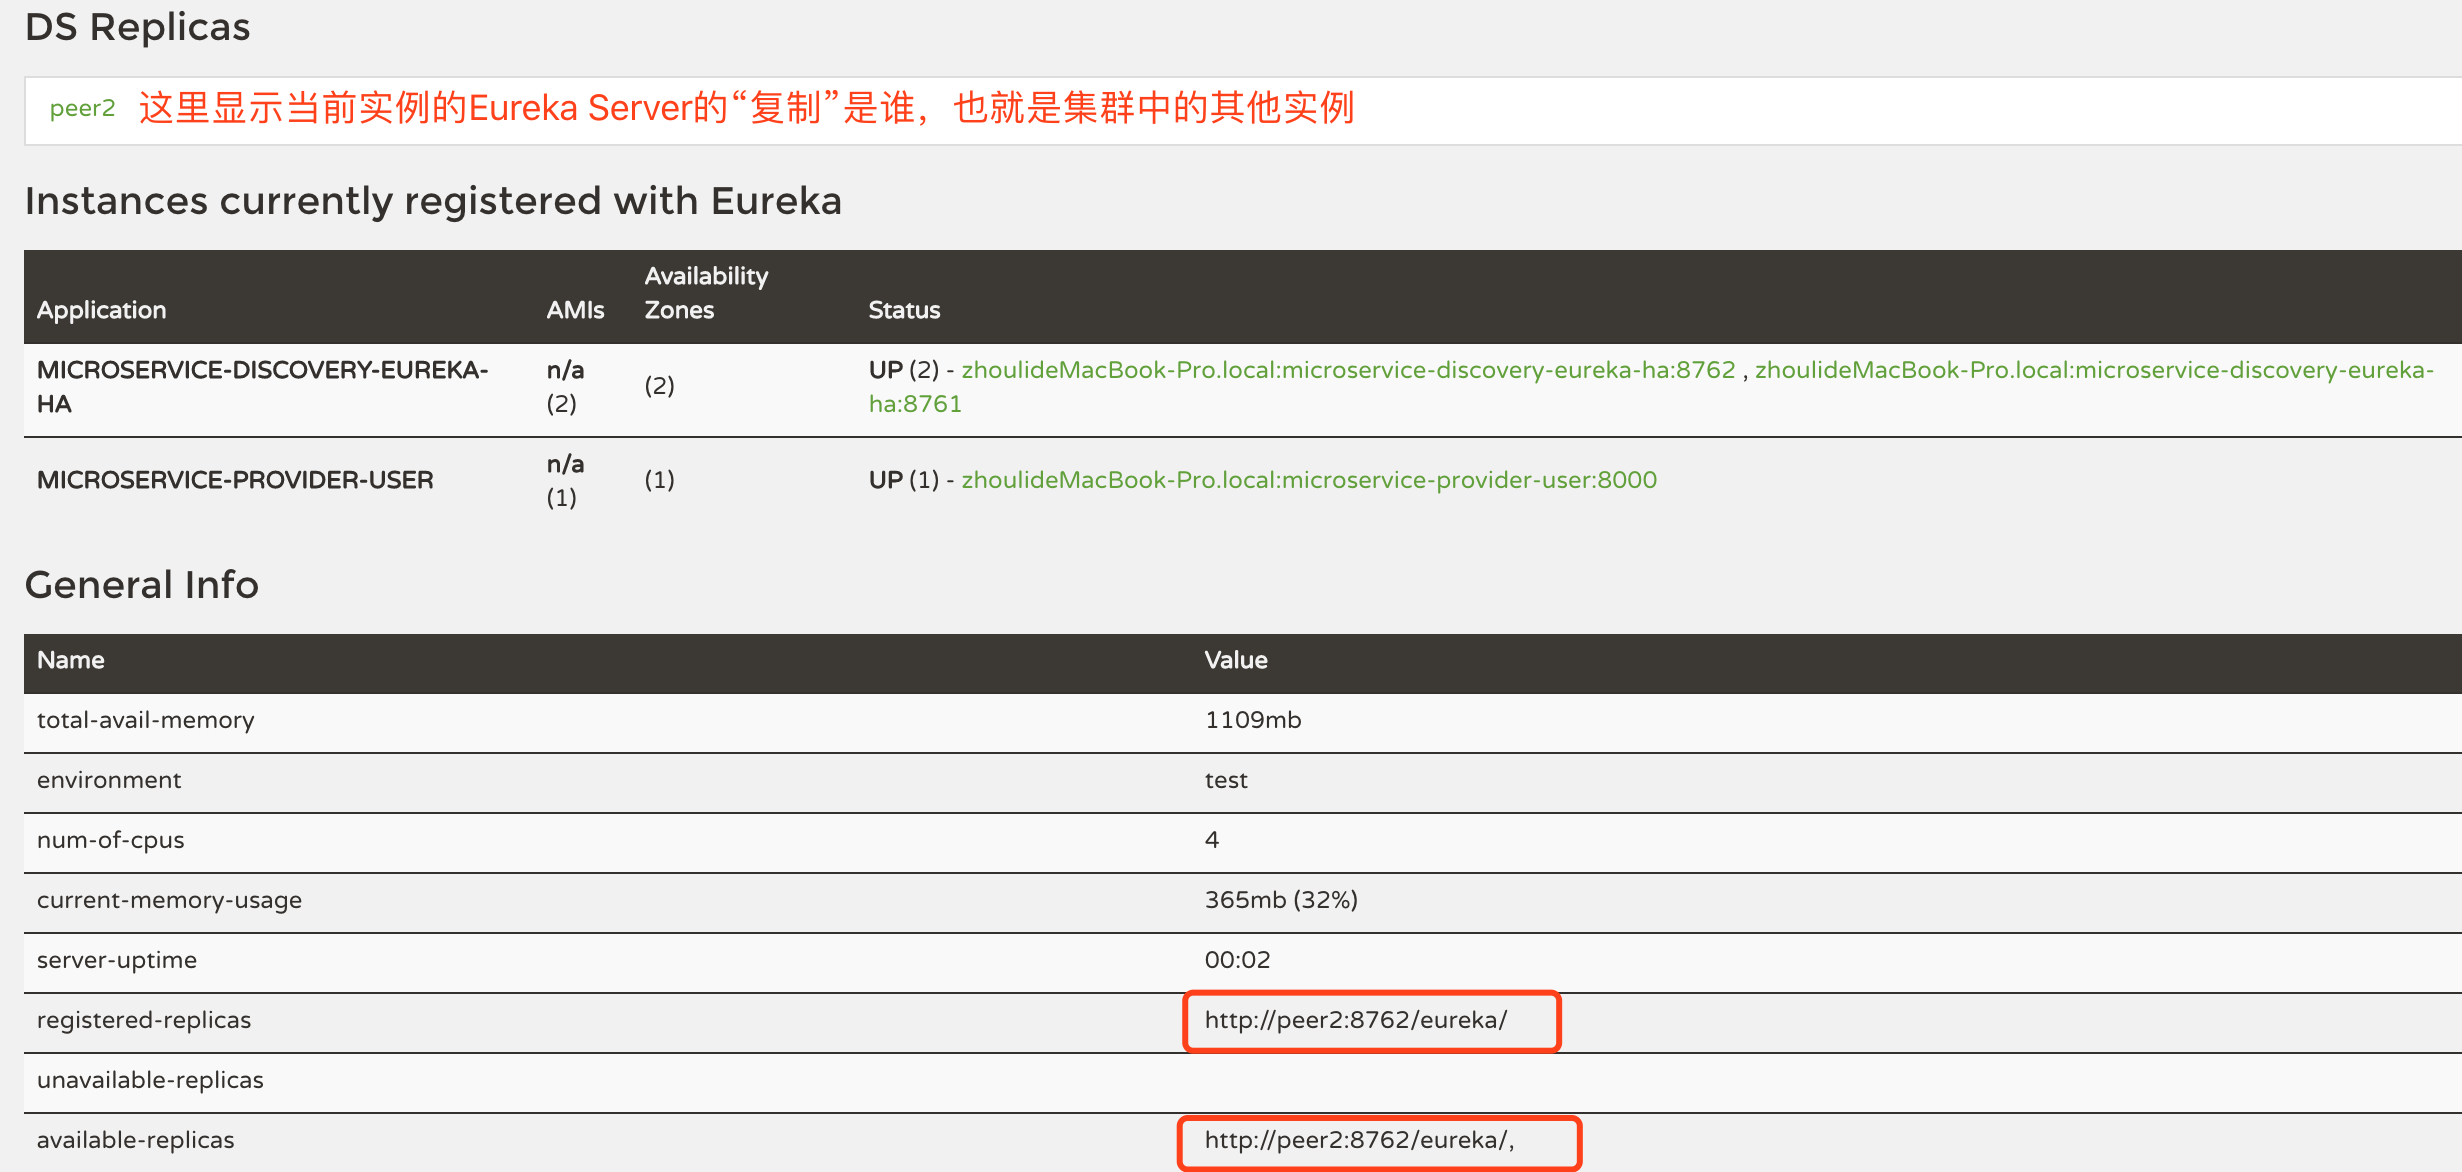 DS Replicas
peer2 这里显示当前实例的Eureka Server的“复制”是谁，也就是集群中的其他实例
Instances currently registered with Eureka
Application AMIs Availability Zones Status
MICROSERVICE-DISCOVERY-EUREKA-HA n/a (2) (2) UP (2) - zhoulideMacBook-Pro.local:microservice-discovery-eureka-ha:8762 , zhoulideMacBook-Pro.local:microservice-discovery-eureka-ha:8761
MICROSERVICE-PROVIDER-USER n/a (1) (1) UP (1) - zhoulideMacBook-Pro.local:microservice-provider-user:8000
General Info
Name Value
total-avail-memory 1109mb
environment test
num-of-cpus 4
current-memory-usage 365mb (32%)
server-uptime 00:02
registered-replicas http://peer2:8762/eureka/
unavailable-replicas
available-replicas http://peer2:8762/eureka/,